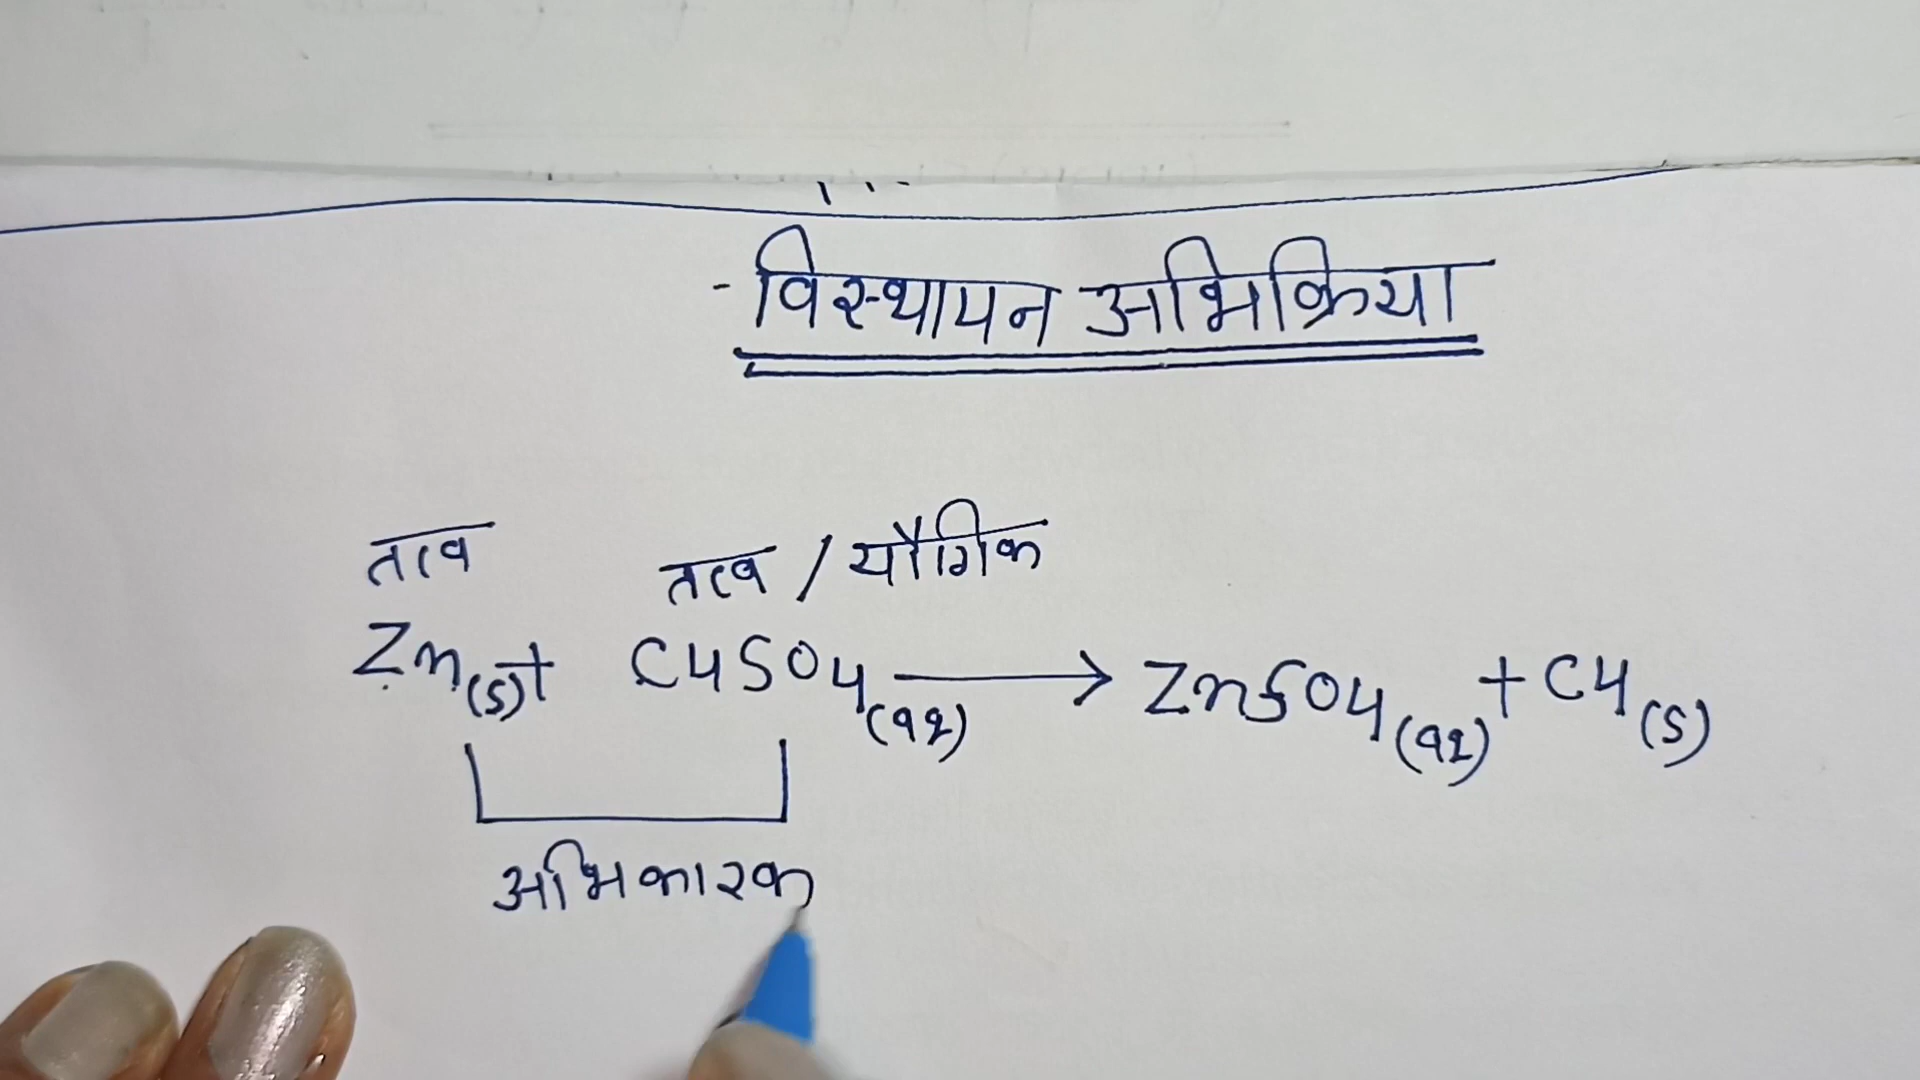 - विस्थापन अभिक्रिया
तत्व तत्व / यौगिक
Zn(s) + CuSO4(aq) → ZnSO4(aq) + Cu(s)
अभिकारक